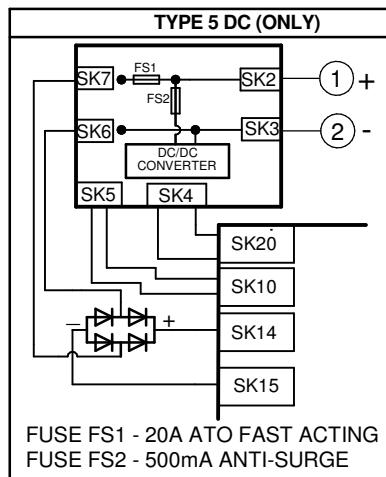 TYPE 5 DC (ONLY)
SK7
FS1
SK2
1 +
FS2
SK6
SK3
2 -
DC/DC
CONVERTER
SK5
SK4
SK20
SK10
– +
SK14
SK15
FUSE FS1 - 20A ATO FAST ACTING
FUSE FS2 - 500mA ANTI-SURGE